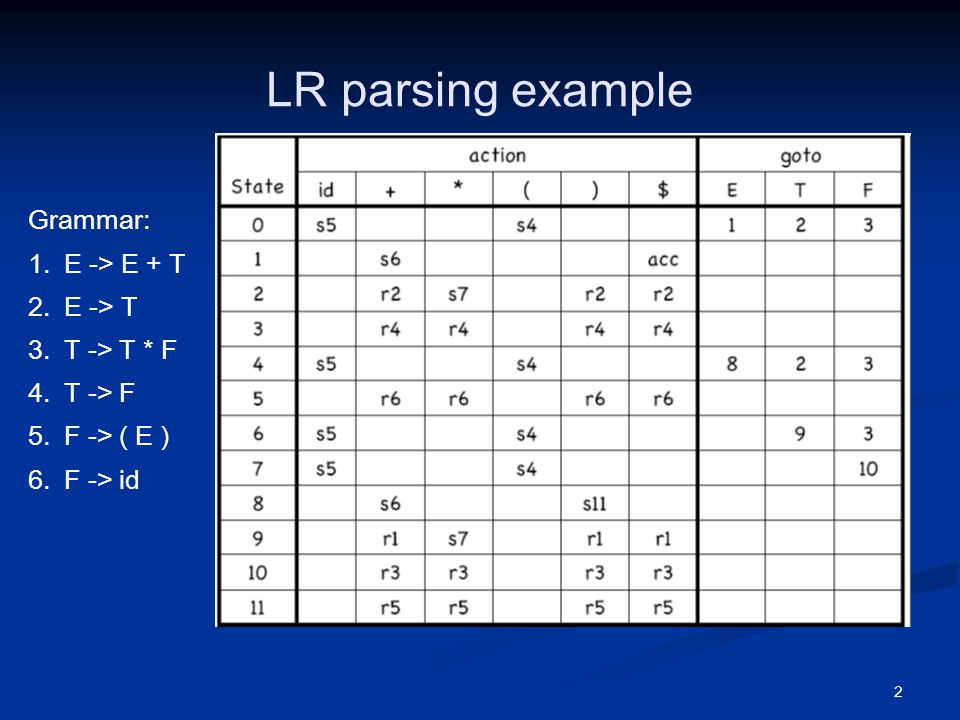 LR parsing example
Grammar:
1. E -> E + T
2. E -> T
3. T -> T * F
4. T -> F
5. F -> ( E )
6. F -> id
action goto
State id + * ( ) $ E T F
0 s5 s4 1 2 3
1 s6 acc
2 r2 s7 r2 r2
3 r4 r4 r4 r4
4 s5 s4 8 2 3
5 r6 r6 r6 r6
6 s5 s4 9 3
7 s5 s4 10
8 s6 s11
9 r1 s7 r1 r1
10 r3 r3 r3 r3
11 r5 r5 r5 r5
2